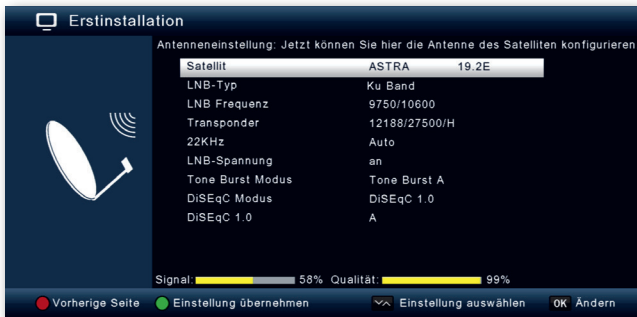 Erstinstallation
Antenneneinstellung: Jetzt können Sie hier die Antenne des Satelliten konfigurieren
Satellit ASTRA 19.2E
LNB-Typ Ku Band
LNB Frequenz 9750/10600
Transponder 12188/27500/H
22KHz Auto
LNB-Spannung an
Tone Burst Modus Tone Burst A
DiSEqC Modus DiSEqC 1.0
DiSEqC 1.0 A
Signal: 58% Qualität: 99%
Vorherige Seite Einstellung übernehmen Einstellung auswählen OK Ändern